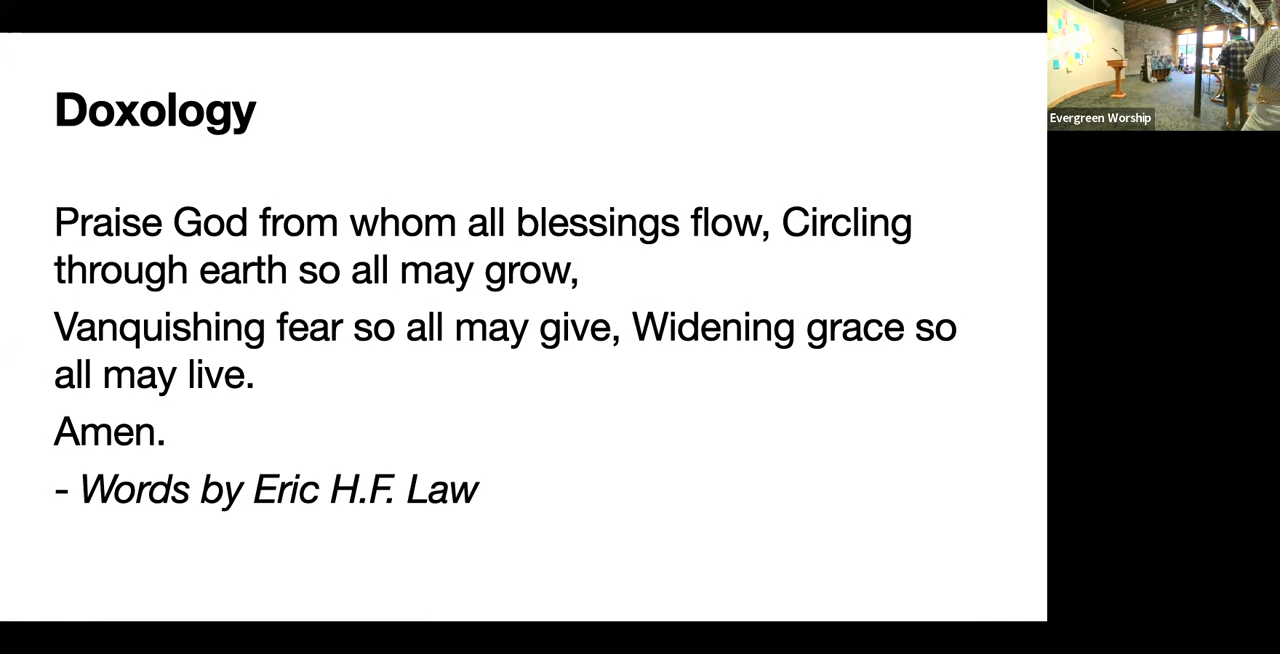 Doxology
Praise God from whom all blessings flow, Circling
through earth so all may grow,
Vanquishing fear so all may give, Widening grace so
all may live.
Amen.
- Words by Eric H.F. Law
Evergreen Worship